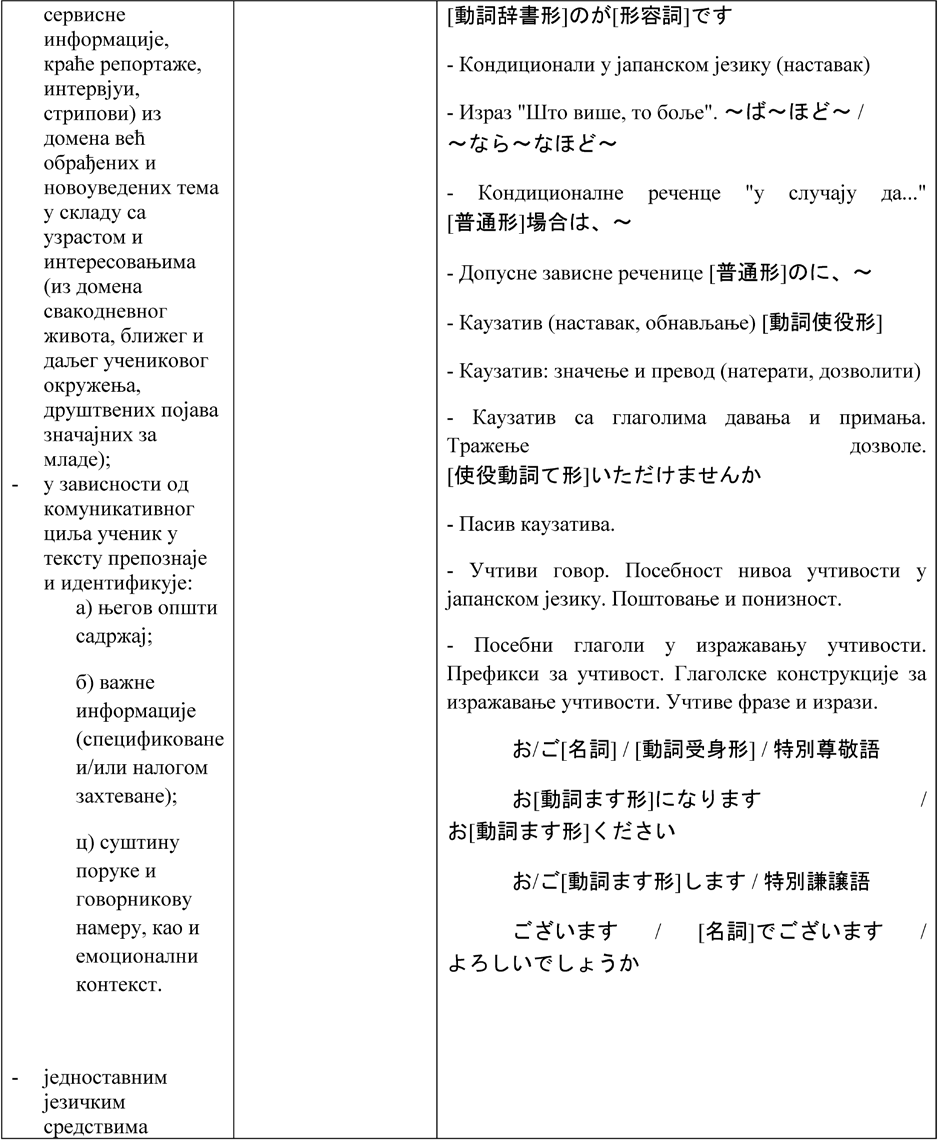 сервисне
информације,
краће репортаже,
интервјуи,
стрипови) из
домена већ
обрађених и
новоуведених тема
у складу са
узрастом и
интересовањима
(из домена
свакодневног
живота, ближег и
даљег учениковог
окружења,
друштвених појава
значајних за
младе);
- у зависности од
комуникативног
циља ученик у
тексту препознаје
и идентификује:
а) његов општи
садржај;
б) важне
информације
(спецификоване
и/или налогом
захтеване);
ц) суштину
поруке и
говорникову
намеру, као и
емоционални
контекст.
- једноставним
језичким
средствима
[動詞辞書形]のが[形容詞]です
- Кондиционали у јапанском језику (наставак)
- Израз "Што више, то боље". ～ば～ほど～ /
～なら～なほど～
- Кондиционалне реченце "у случају да..."
[普通形]場合は、～
- Допусне зависне реченице [普通形]のに、～
- Каузатив (наставак, обнављање) [動詞使役形]
- Каузатив: значење и превод (натерати, дозволити)
- Каузатив са глаголима давања и примања.
Тражење дозволе.
[使役動詞て形]いただけませんか
- Пасив каузатива.
- Учтиви говор. Посебност нивоа учтивости у
јапанском језику. Поштовање и понизност.
- Посебни глаголи у изражавању учтивости.
Префикси за учтивост. Глаголске конструкције за
изражавање учтивости. Учтиве фразе и изрази.
お/ご[名詞] / [動詞受身形] / 特別尊敬語
お[動詞ます形]になります /
お[動詞ます形]ください
お/ご[動詞ます形]します / 特別謙譲語
ございます / [名詞]でございます /
よろしいでしょうか